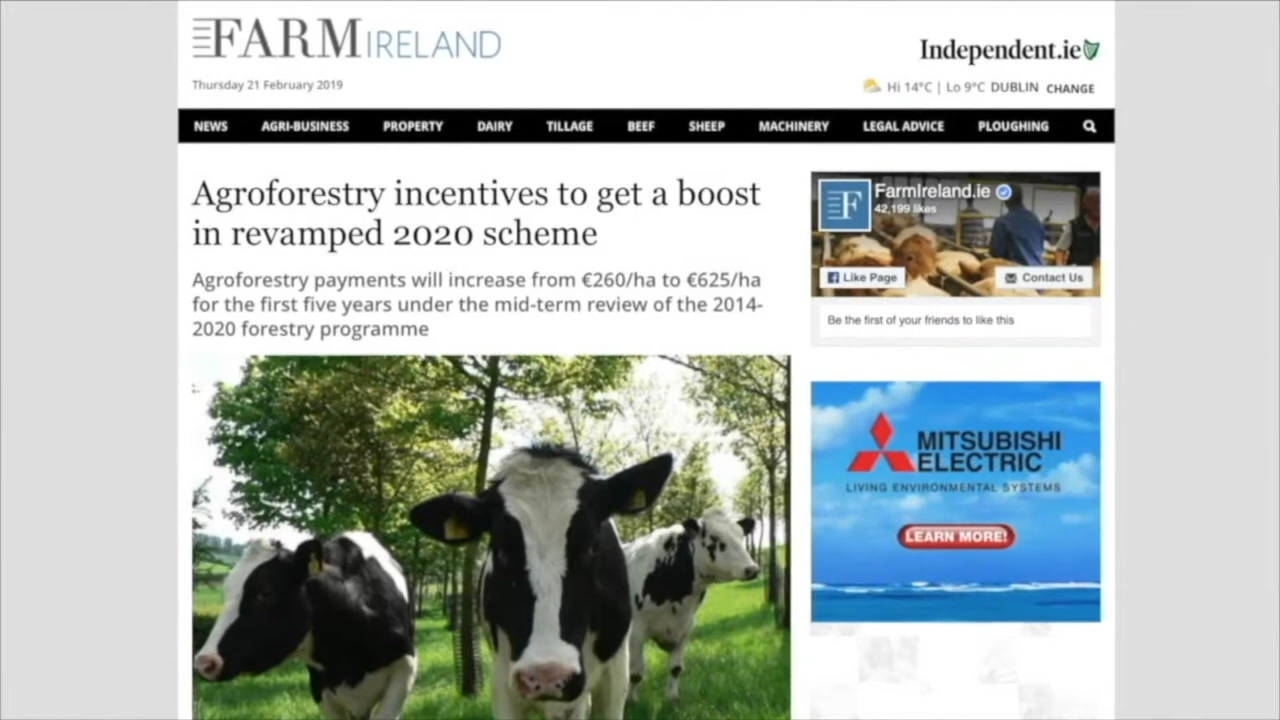 FARM IRELAND
Independent.ie
Thursday 21 February 2019
Hi 14°C | Lo 9°C DUBLIN CHANGE
NEWS AGRI-BUSINESS PROPERTY DAIRY TILLAGE BEEF SHEEP MACHINERY LEGAL ADVICE PLOUGHING
Agroforestry incentives to get a boost
in revamped 2020 scheme
Agroforestry payments will increase from €260/ha to €625/ha
for the first five years under the mid-term review of the 2014-
2020 forestry programme
F
FarmIreland.ie
42,199 likes
Like Page
Contact Us
Be the first of your friends to like this
MITSUBISHI
ELECTRIC
LIVING ENVIRONMENTAL SYSTEMS
LEARN MORE!